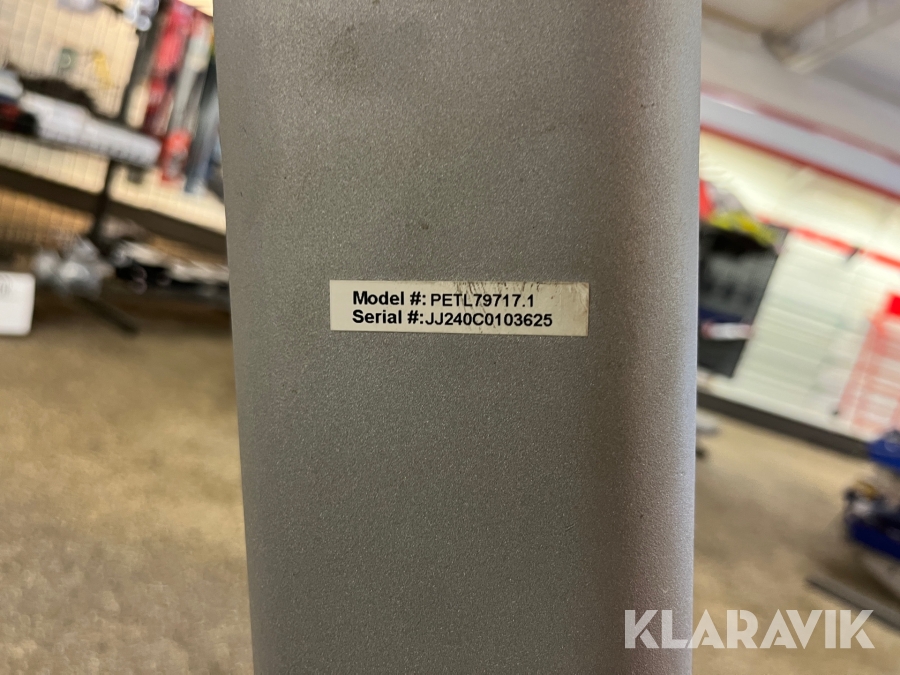 Model #: PETL79717.1
Serial #:JJ240C0103625
KLARAVIK